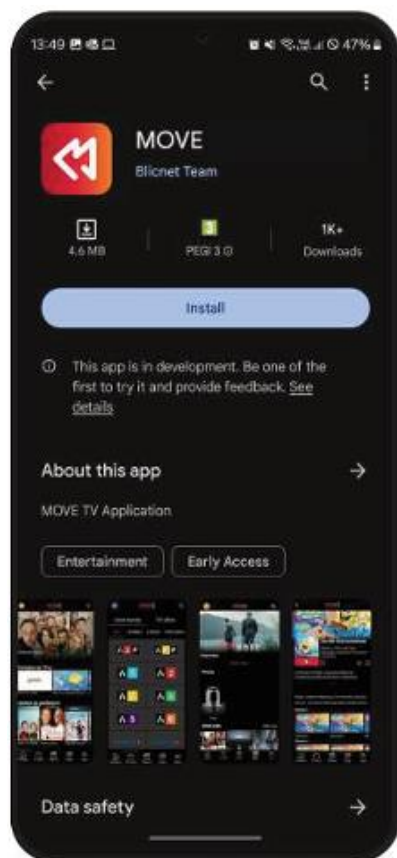 13:49
47%
MOVE
Blicnet Team
3
4.6 MB
PEGI 3
1K+
Downloads
Install
This app is in development. Be one of the
first to try it and provide feedback. See
details
About this app
MOVE TV Application
Entertainment
Early Access
Data safety